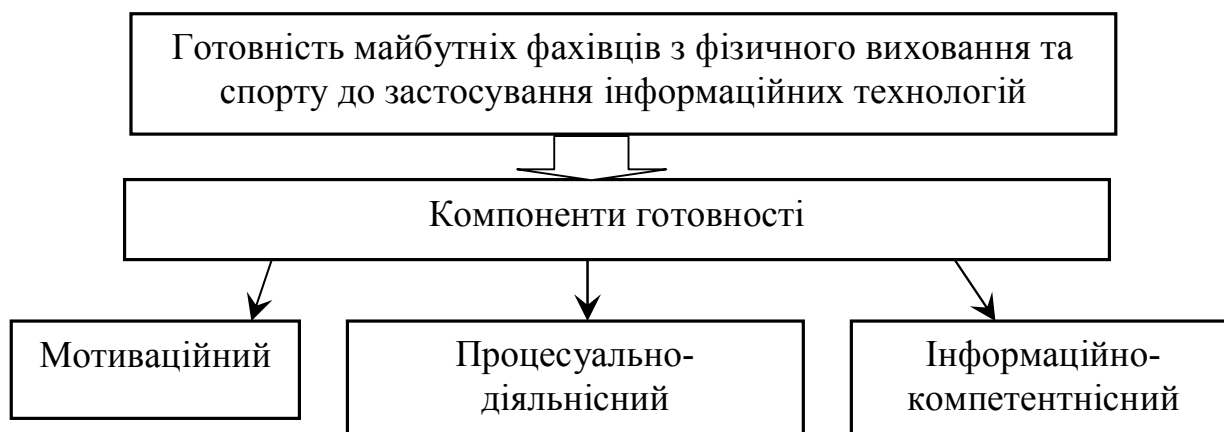 Готовність майбутніх фахівців з фізичного виховання та
спорту до застосування інформаційних технологій
Компоненти готовності
Мотиваційний
Процесуально-
діяльнісний
Інформаційно-
компетентнісний